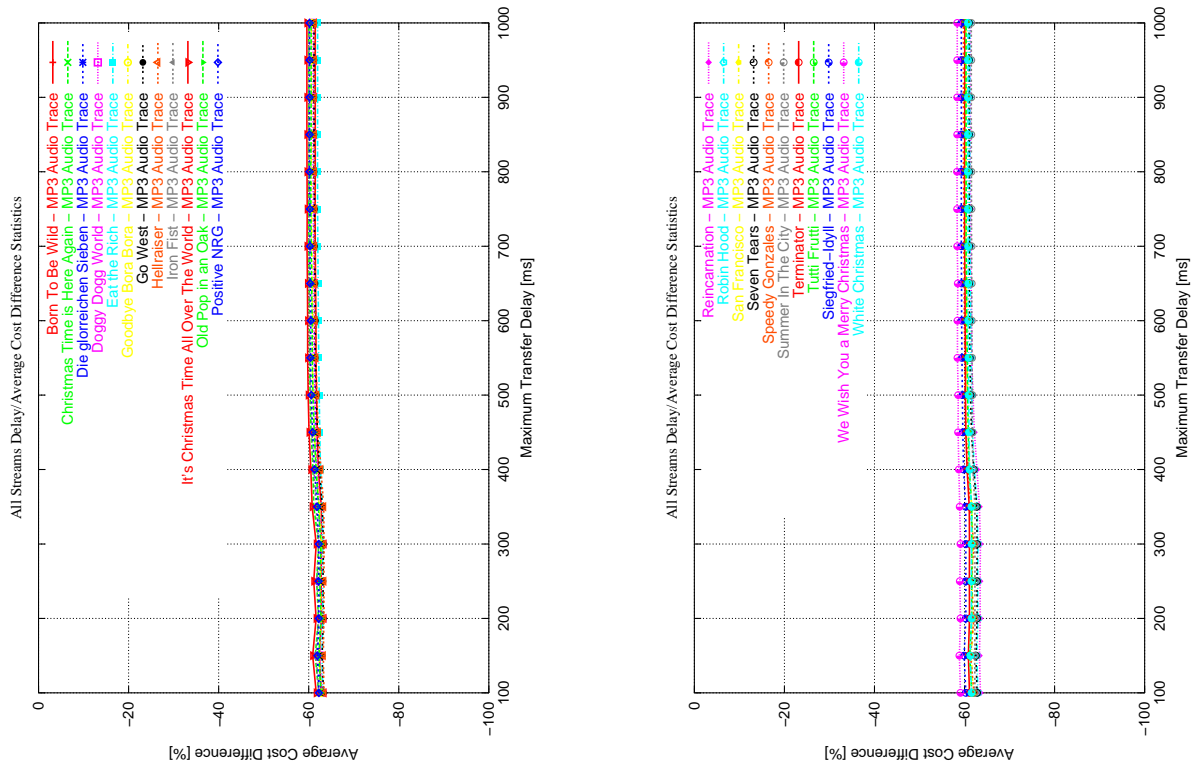 All Streams Delay/Average Cost Difference Statistics
Born To Be Wild – MP3 Audio Trace
Christmas Time is Here Again – MP3 Audio Trace
Die glorreichen Sieben – MP3 Audio Trace
Doggy Dogg World – MP3 Audio Trace
Eat the Rich – MP3 Audio Trace
Goodbye Bora Bora – MP3 Audio Trace
Go West – MP3 Audio Trace
Hellraiser – MP3 Audio Trace
Iron Fist – MP3 Audio Trace
It's Christmas Time All Over The World – MP3 Audio Trace
Old Pop in an Oak – MP3 Audio Trace
Positive NRG – MP3 Audio Trace
0
−20
−40
−60
−80
−100
Average Cost Difference [%]
100 200 300 400 500 600 700 800 900 1000
Maximum Transfer Delay [ms]
All Streams Delay/Average Cost Difference Statistics
Reincarnation – MP3 Audio Trace
Robin Hood – MP3 Audio Trace
San Francisco – MP3 Audio Trace
Seven Tears – MP3 Audio Trace
Speedy Gonzales – MP3 Audio Trace
Summer In The City – MP3 Audio Trace
Terminator – MP3 Audio Trace
Tutti Frutti – MP3 Audio Trace
Siegfried–Idyll – MP3 Audio Trace
We Wish You a Merry Christmas – MP3 Audio Trace
White Christmas – MP3 Audio Trace
0
−20
−40
−60
−80
−100
Average Cost Difference [%]
100 200 300 400 500 600 700 800 900 1000
Maximum Transfer Delay [ms]